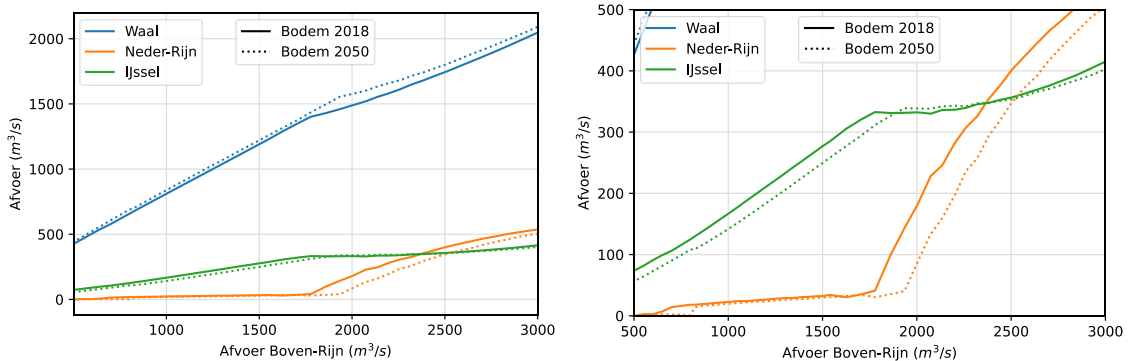 Waal
Neder-Rijn
IJssel
Bodem 2018
Bodem 2050
2000
1500
1000
500
0
Afvoer (m³/s)
1000
1500
2000
2500
3000
Afvoer Boven-Rijn (m³/s)
Waal
Neder-Rijn
IJssel
Bodem 2018
Bodem 2050
500
400
300
200
100
0
Afvoer (m³/s)
500
1000
1500
2000
2500
3000
Afvoer Boven-Rijn (m³/s)